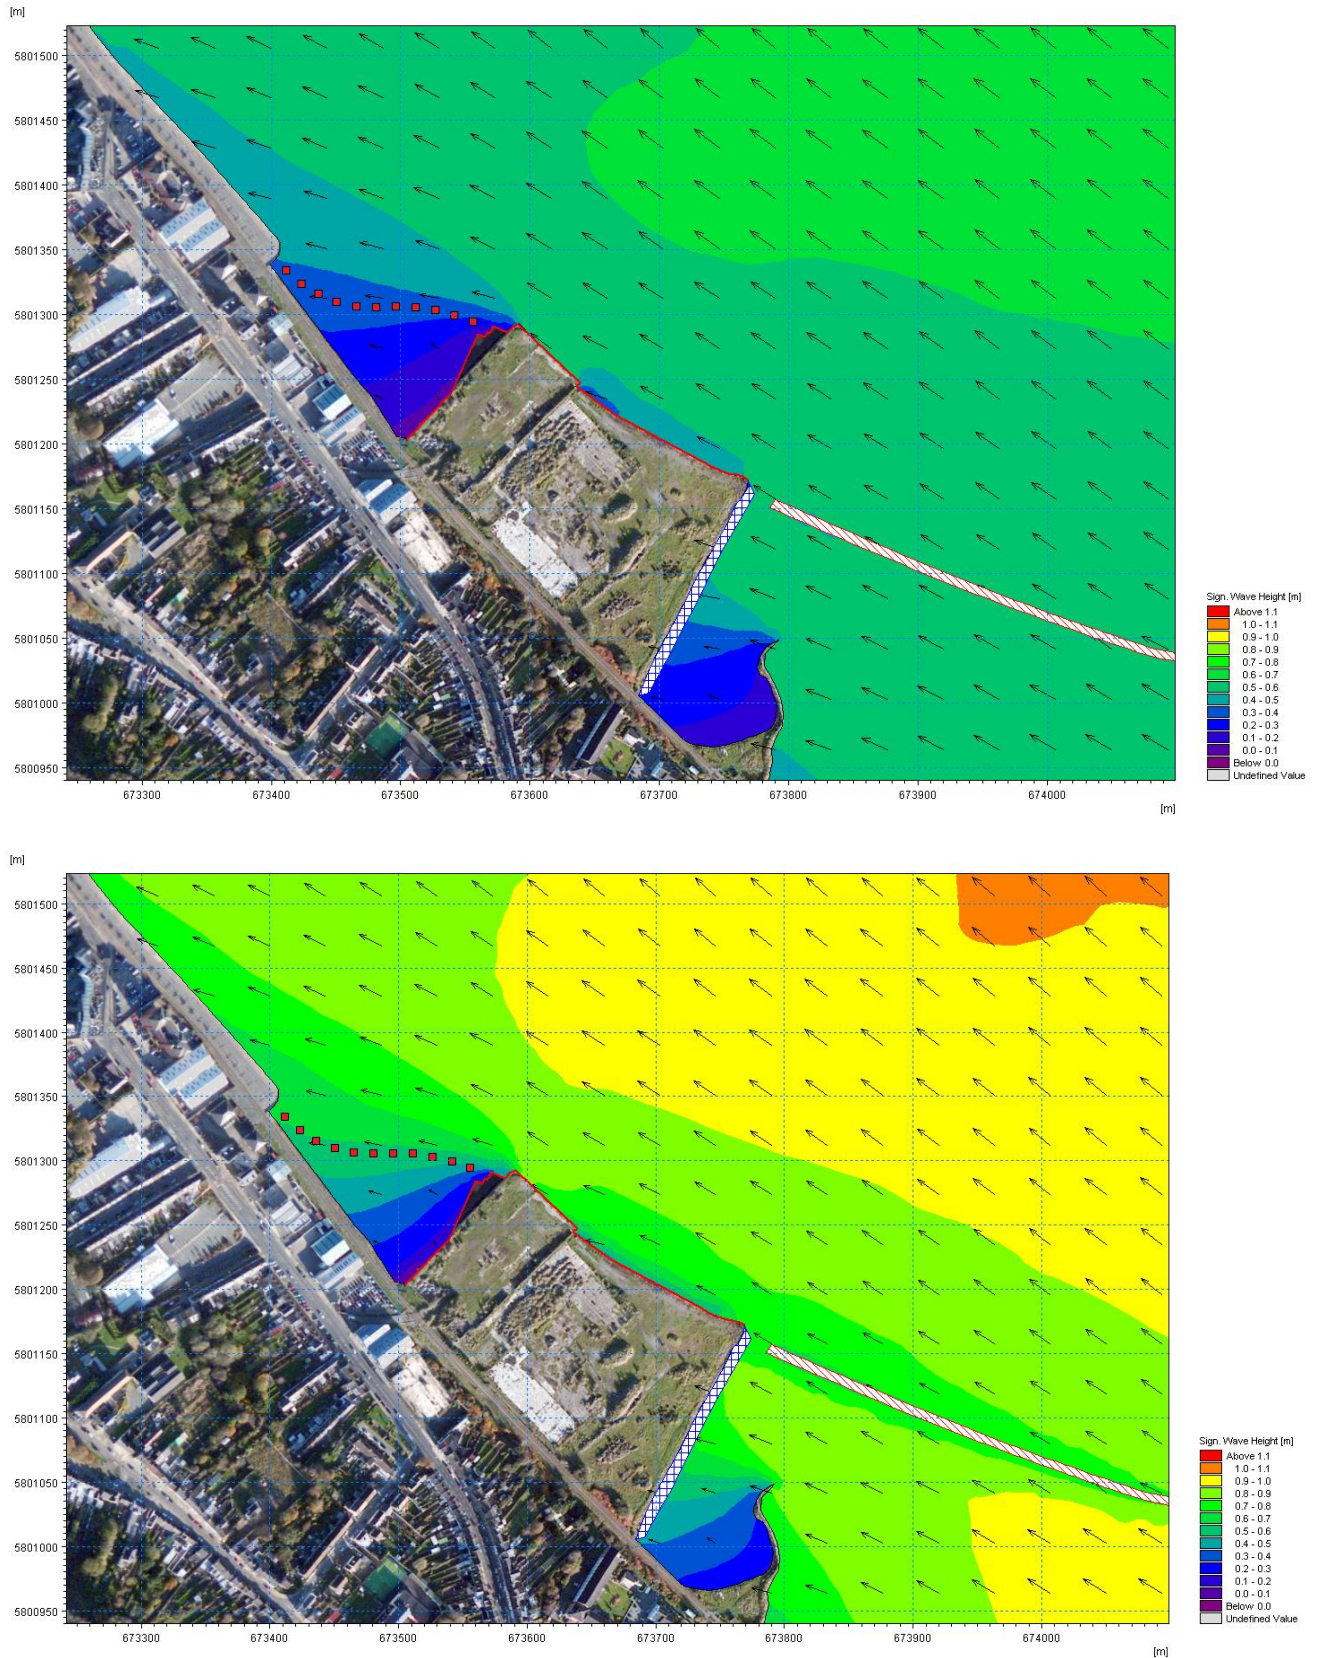 [m]
5801500
5801450
5801400
5801350
5801300
5801250
5801200
5801150
5801100
5801050
5801000
5800950
673300 673400 673500 673600 673700 673800 673900 674000
[m]
Sign. Wave Height [m]
Above 1.1
1.0 - 1.1
0.9 - 1.0
0.8 - 0.9
0.7 - 0.8
0.6 - 0.7
0.5 - 0.6
0.4 - 0.5
0.3 - 0.4
0.2 - 0.3
0.1 - 0.2
0.0 - 0.1
Below 0.0
Undefined Value
[m]
5801500
5801450
5801400
5801350
5801300
5801250
5801200
5801150
5801100
5801050
5801000
5800950
673300 673400 673500 673600 673700 673800 673900 674000
[m]
Sign. Wave Height [m]
Above 1.1
1.0 - 1.1
0.9 - 1.0
0.8 - 0.9
0.7 - 0.8
0.6 - 0.7
0.5 - 0.6
0.4 - 0.5
0.3 - 0.4
0.2 - 0.3
0.1 - 0.2
0.0 - 0.1
Below 0.0
Undefined Value